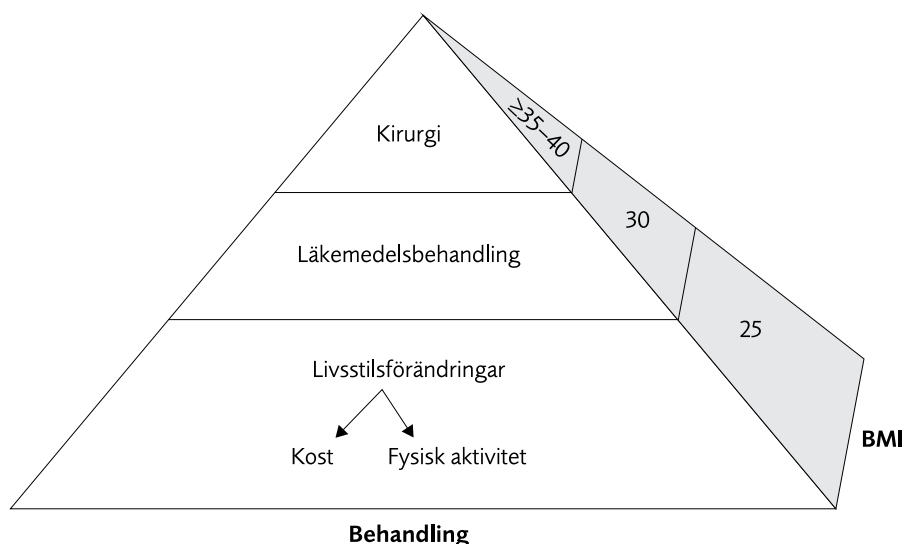 Kirurgi
≥35–40
Läkemedelsbehandling
30
Livsstilsförändringar
25
Kost
Fysisk aktivitet
BMI
Behandling